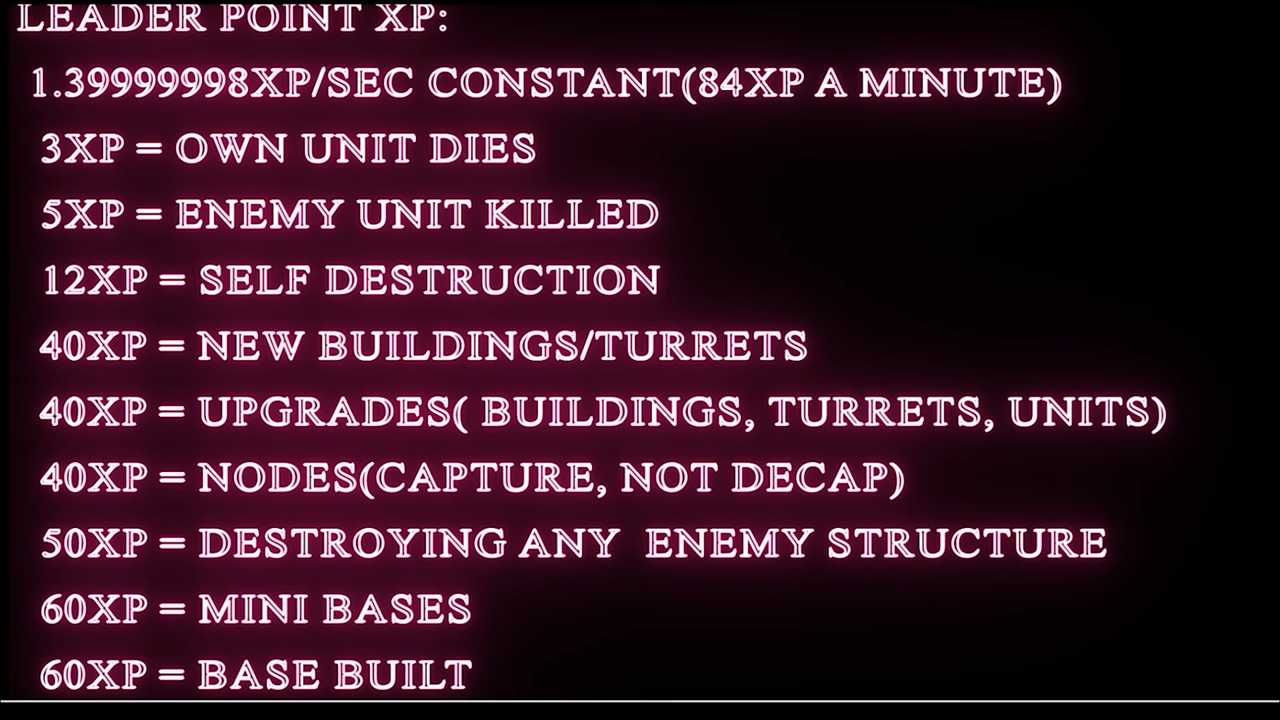 LEADER POINT XP:
1.39999998XP/SEC CONSTANT(84XP A MINUTE)
3XP = OWN UNIT DIES
5XP = ENEMY UNIT KILLED
12XP = SELF DESTRUCTION
40XP = NEW BUILDINGS/TURRETS
40XP = UPGRADES( BUILDINGS, TURRETS, UNITS)
40XP = NODES(CAPTURE, NOT DECAP)
50XP = DESTROYING ANY  ENEMY STRUCTURE
60XP = MINI BASES
60XP = BASE BUILT